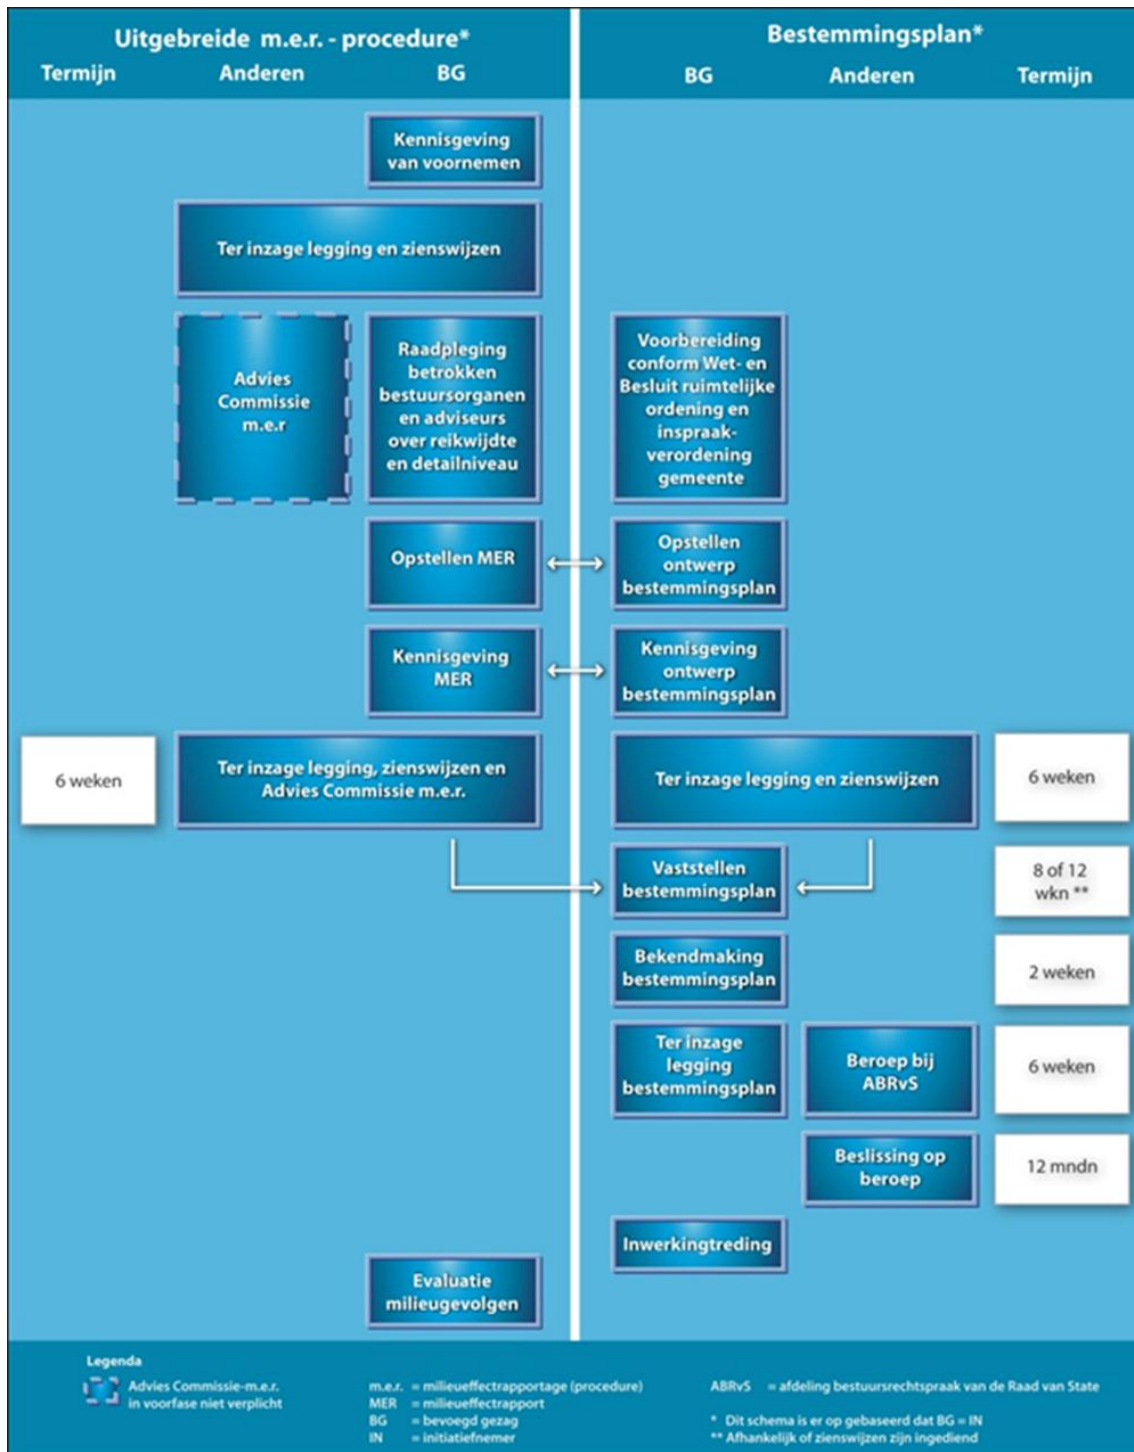 Uitgebreide m.e.r. - procedure*
Bestemmingsplan*
Termijn
Anderen
BG
BG
Anderen
Termijn
Kennisgeving
van voornemen
Ter inzage legging en zienswijzen
Advies
Commissie
m.e.r
Raadpleging
betrokken
bestuursorganen
en adviseurs
over reikwijdte
en detailniveau
Voorbereiding
conform Wet- en
Besluit ruimtelijke
ordening en
inspraak-
verordening
gemeente
Opstellen MER
Opstellen
ontwerp
bestemmingsplan
Kennisgeving
MER
Kennisgeving
ontwerp
bestemmingsplan
6 weken
Ter inzage legging, zienswijzen en
Advies Commissie m.e.r.
Ter inzage legging en zienswijzen
6 weken
Vaststellen
bestemmingsplan
8 of 12
wkn **
Bekendmaking
bestemmingsplan
2 weken
Ter inzage
legging
bestemmingsplan
Beroep bij
ABRvS
6 weken
Beslissing op
beroep
12 mndn
Inwerkingtreding
Evaluatie
milieugevolgen
Legenda
Advies Commissie-m.e.r.
in voorfase niet verplicht
m.e.r. = milieueffectrapportage (procedure)
MER = milieueffectrapport
BG = bevoegd gezag
IN = initiatiefnemer
ABRvS = afdeling bestuursrechtspraak van de Raad van State
* Dit schema is er op gebaseerd dat BG = IN
** Afhankelijk of zienswijzen zijn ingediend